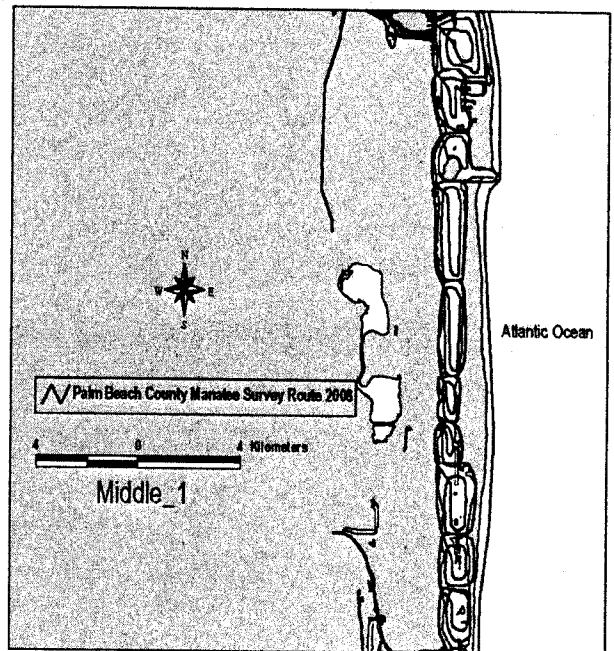 N
W E
S
Atlantic Ocean
Palm Beach County Manatee Survey Route 2006
4 0 4 Kilometers
Middle_1